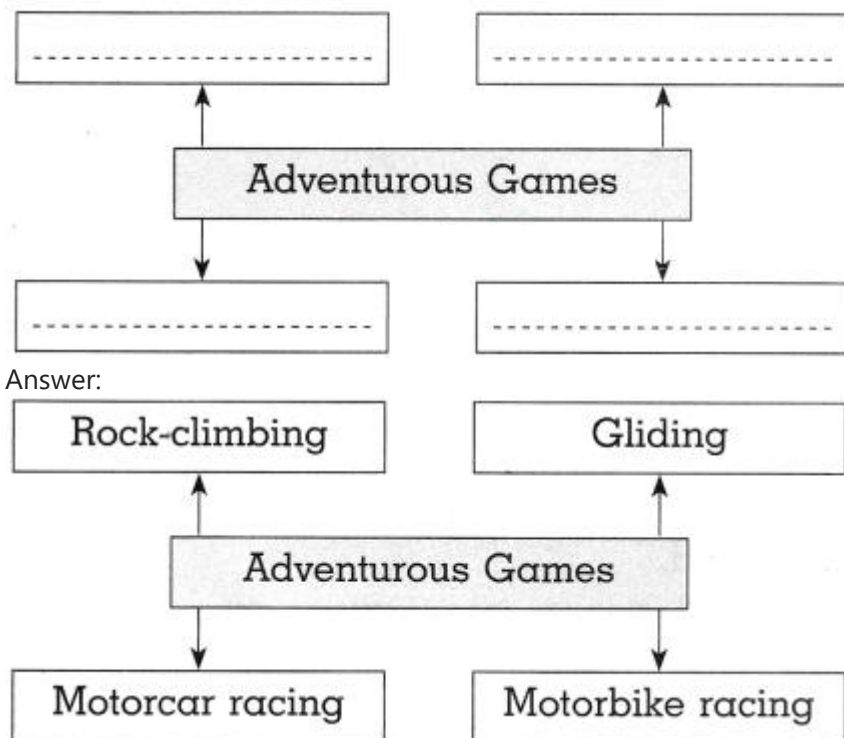 Adventurous Games
Answer:
Rock-climbing
Gliding
Adventurous Games
Motorcar racing
Motorbike racing